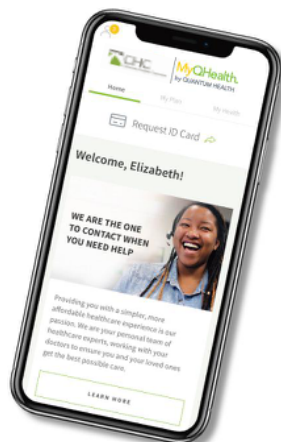 CHC
MyQHealth.
by QUANTUM HEALTH
Home
My Plan
My Health
Request ID Card
Welcome, Elizabeth!
WE ARE THE ONE
TO CONTACT WHEN
YOU NEED HELP
Providing you with a simpler, more
affordable healthcare experience is our
passion. We are your personal team of
healthcare experts, working with your
doctors to ensure you and your loved ones
get the best possible care.
LEARN MORE